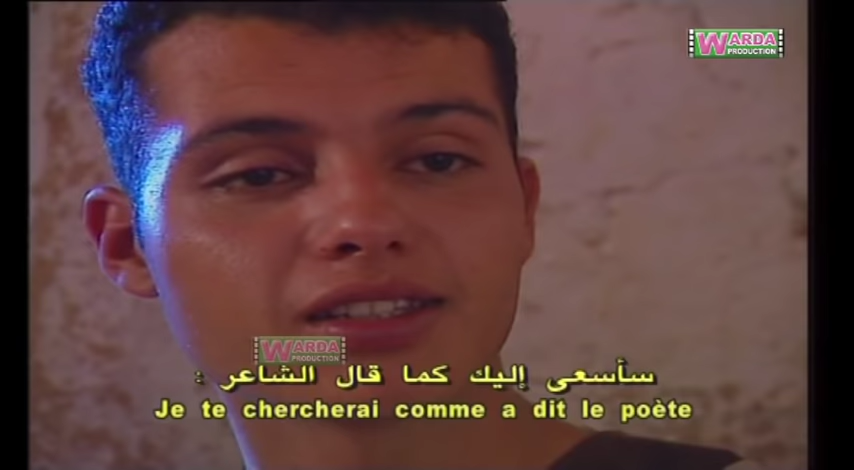 WARDA
PRODUCTION
WARDA
PRODUCTION
سأسعى إليك كما قال الشاعر :
Je te chercherai comme a dit le poète